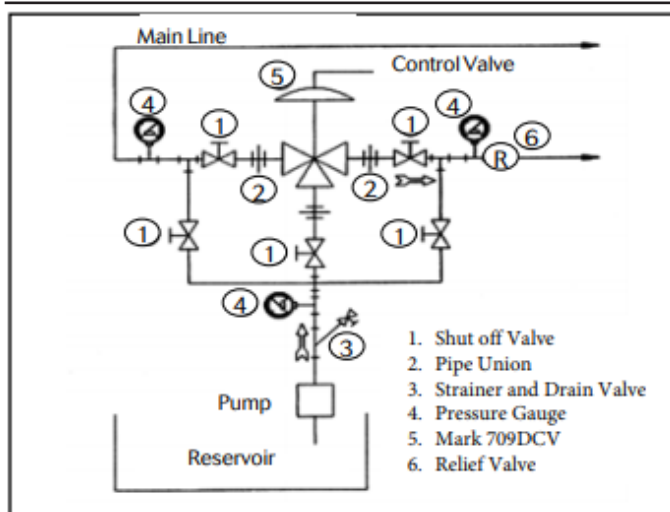 Main Line
Control Valve
5
4
1
1
4
6
R
2
2
1
1
1
4
3
Pump
Reservoir
1. Shut off Valve
2. Pipe Union
3. Strainer and Drain Valve
4. Pressure Gauge
5. Mark 709DCV
6. Relief Valve